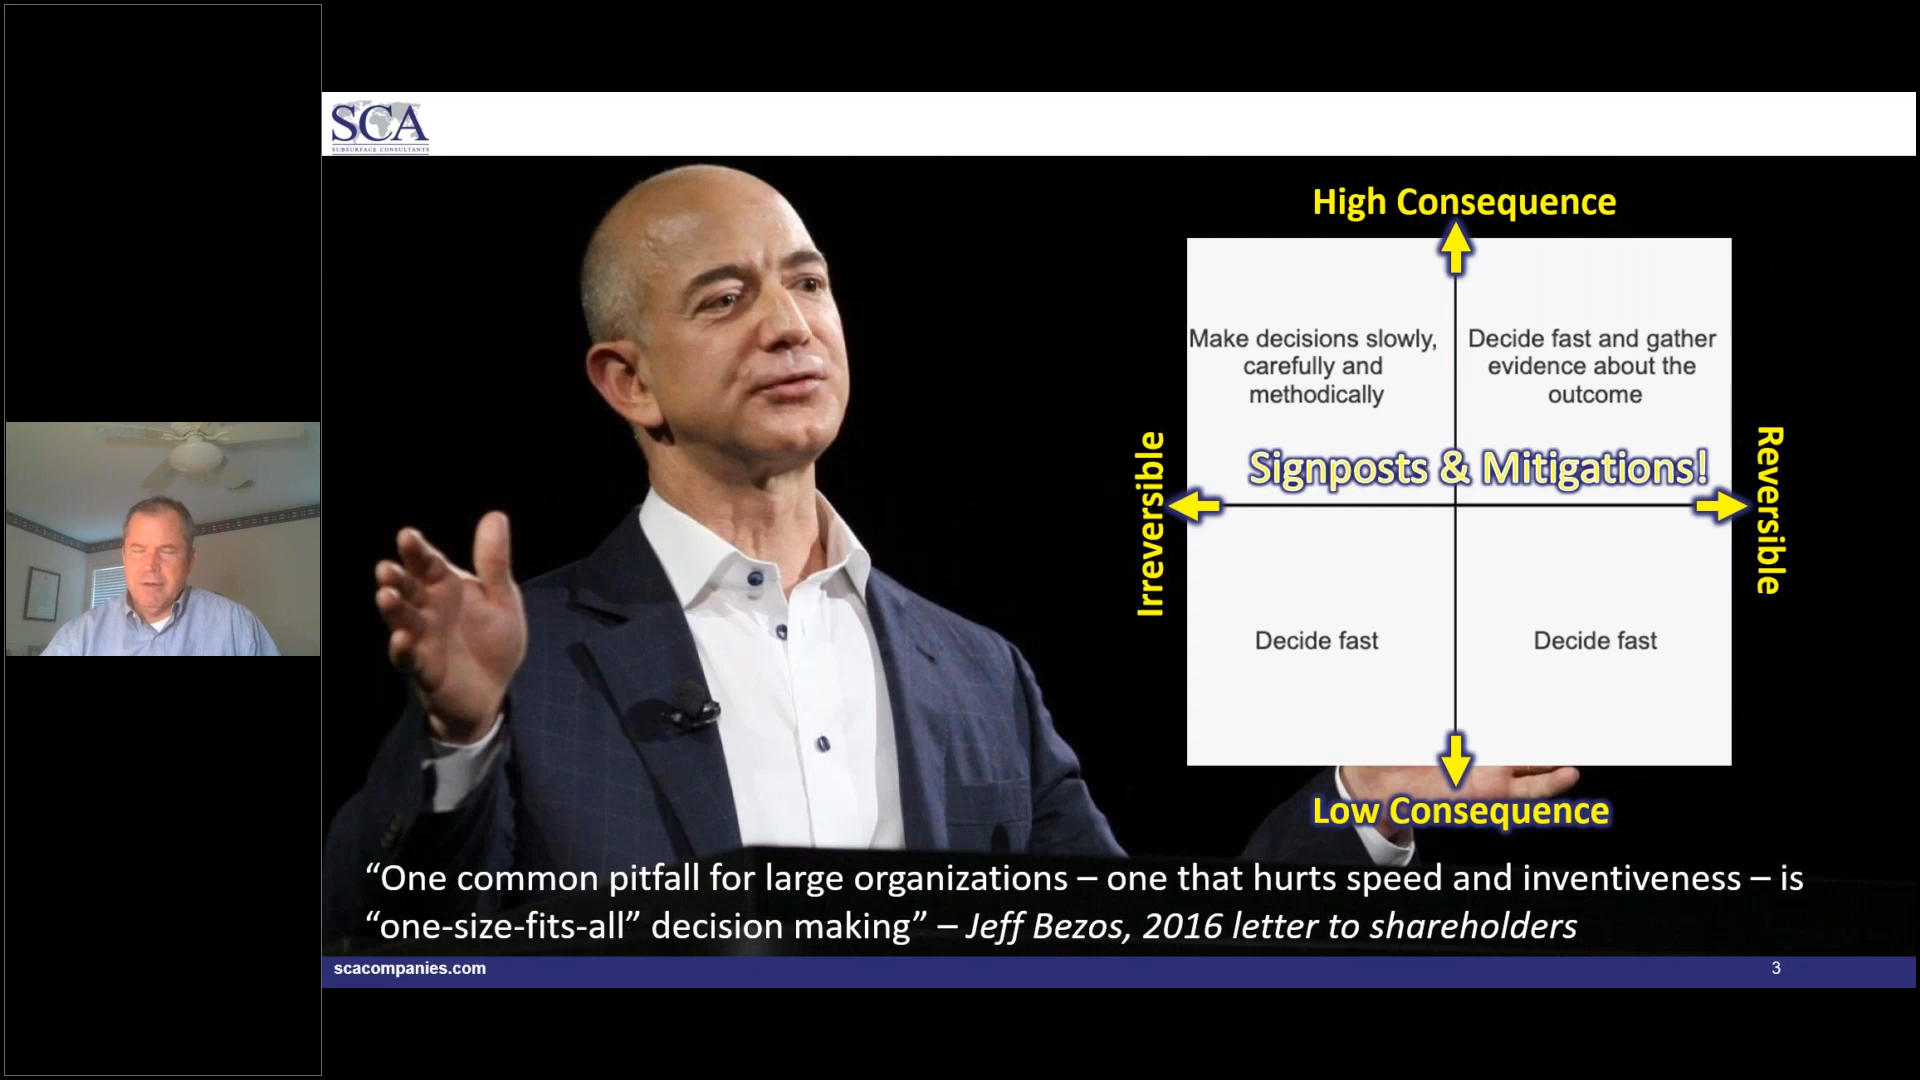 SCA
SUBSURFACE CONSULTANTS
High Consequence
Make decisions slowly,
carefully and
methodically
Decide fast and gather
evidence about the
outcome
Signposts & Mitigations!
Irreversible
Reversible
Decide fast
Decide fast
Low Consequence
“One common pitfall for large organizations – one that hurts speed and inventiveness – is
“one-size-fits-all” decision making” – Jeff Bezos, 2016 letter to shareholders
scacompanies.com
3